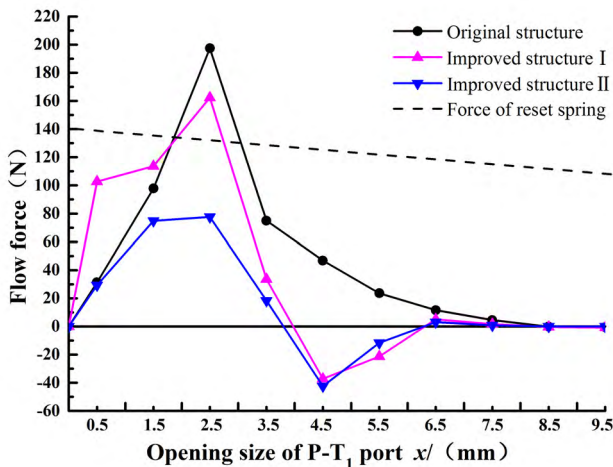 220
200
180
160
140
120
100
80
60
40
20
0
-20
-40
-60
Flow force（N）
Original structure
Improved structure I
Improved structure II
Force of reset spring
0.5 1.5 2.5 3.5 4.5 5.5 6.5 7.5 8.5 9.5
Opening size of P-T₁ port x/（mm）